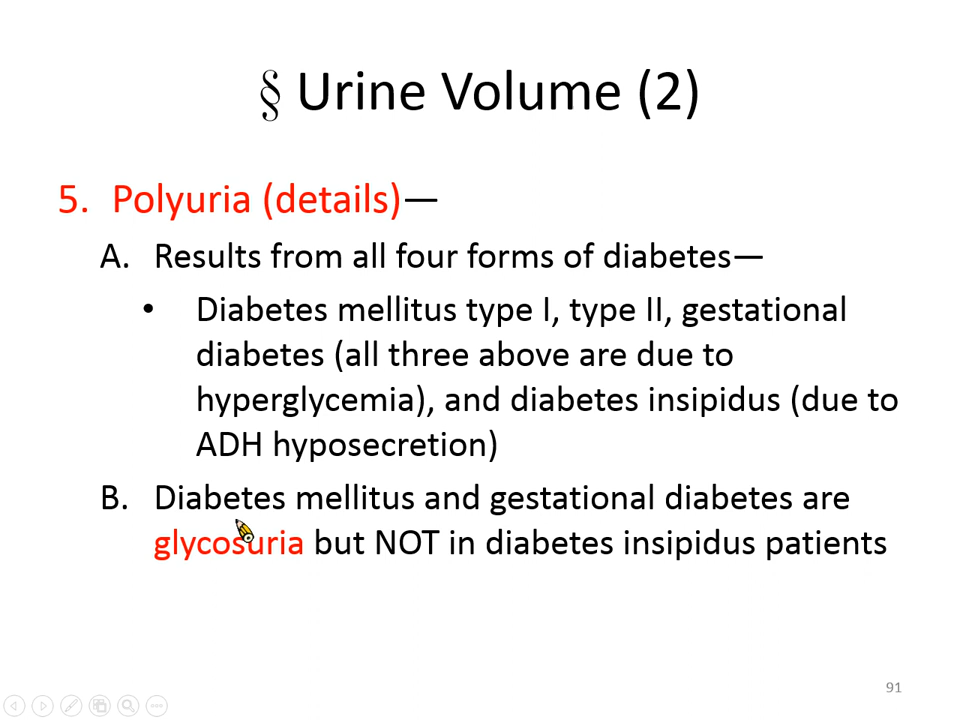 § Urine Volume (2)
5. Polyuria (details)—
A. Results from all four forms of diabetes—
• Diabetes mellitus type I, type II, gestational
diabetes (all three above are due to
hyperglycemia), and diabetes insipidus (due to
ADH hyposecretion)
B. Diabetes mellitus and gestational diabetes are
glycosuria but NOT in diabetes insipidus patients
91